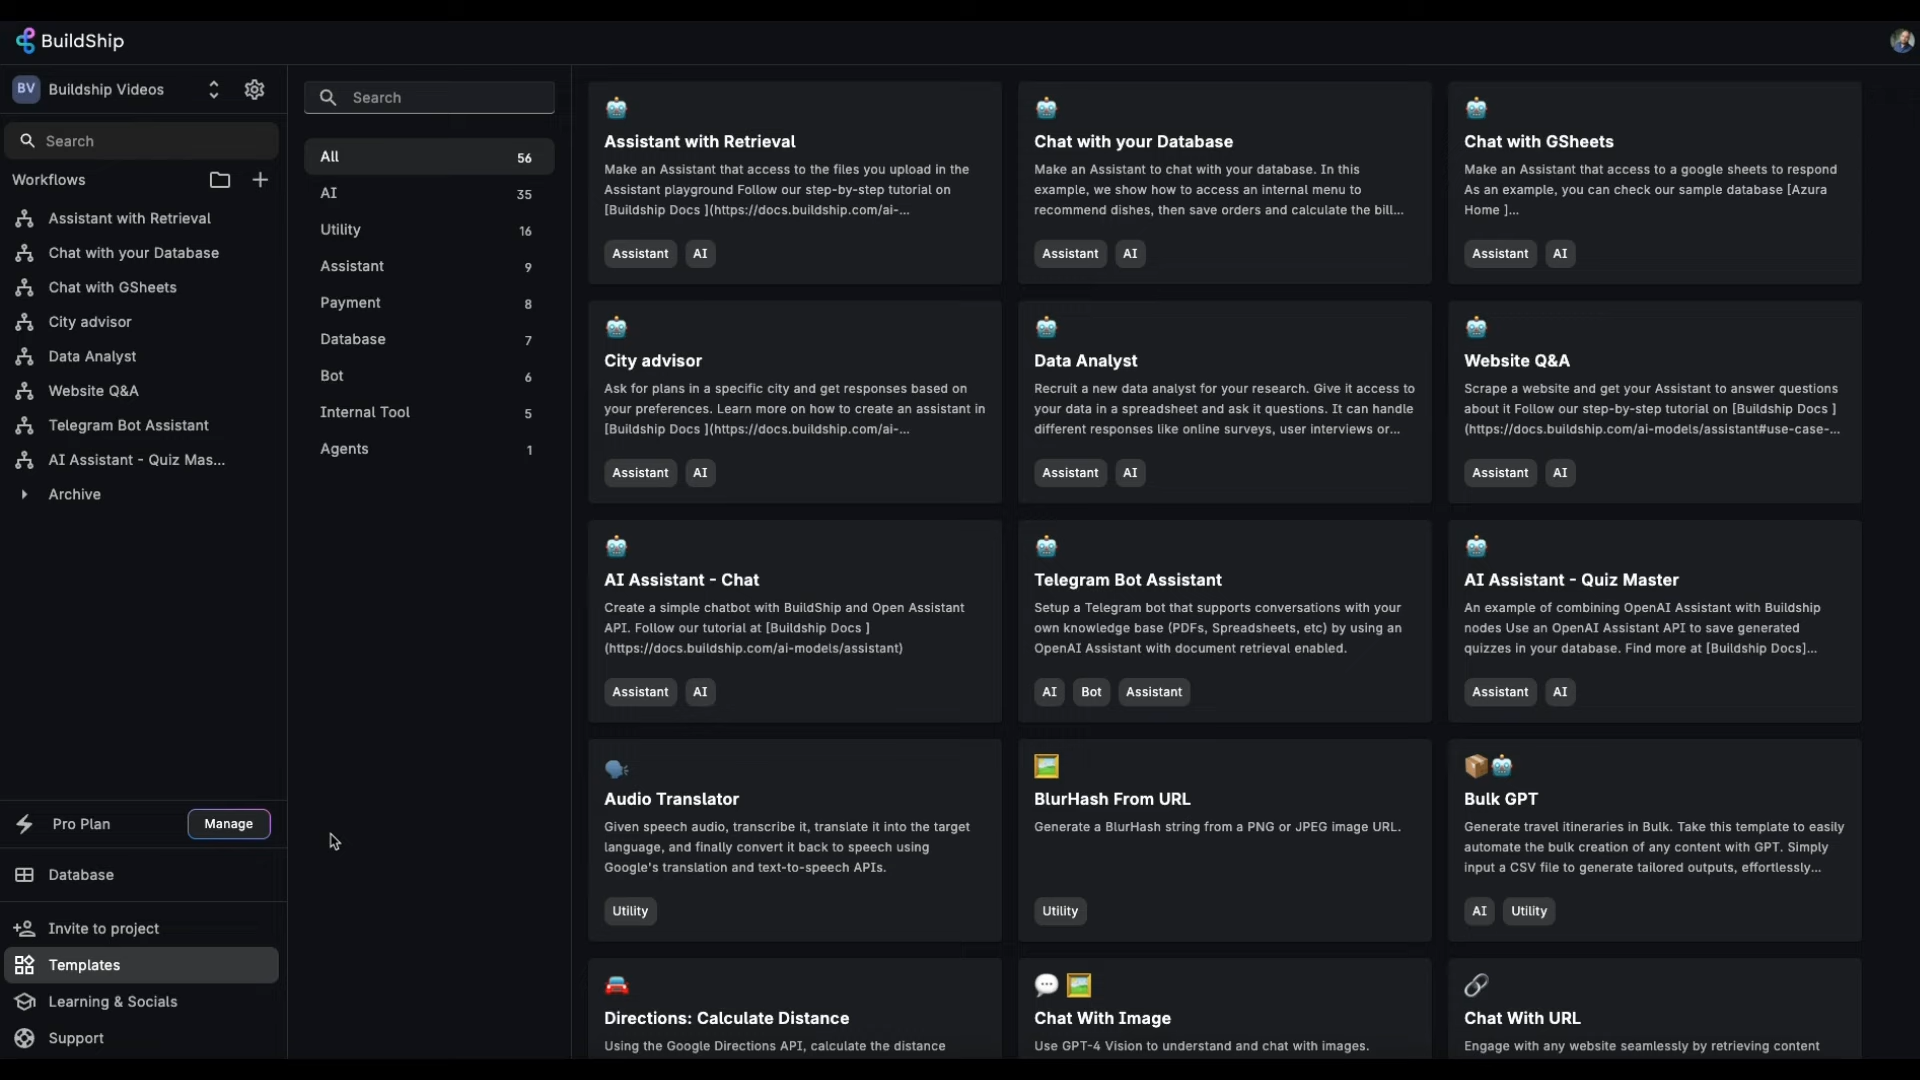 BuildShip
BV Buildship Videos
Search
Workflows
Assistant with Retrieval
Chat with your Database
Chat with GSheets
City advisor
Data Analyst
Website Q&A
Telegram Bot Assistant
AI Assistant - Quiz Mas...
Archive
Pro Plan Manage
Database
Invite to project
Templates
Learning & Socials
Support
Search
All 56
AI 35
Utility 16
Assistant 9
Payment 8
Database 7
Bot 6
Internal Tool 5
Agents 1
Assistant with Retrieval
Make an Assistant that access to the files you upload in the
Assistant playground Follow our step-by-step tutorial on
[Buildship Docs ](https://docs.buildship.com/ai-...
Assistant AI
Chat with your Database
Make an Assistant to chat with your database. In this
example, we show how to access an internal menu to
recommend dishes, then save orders and calculate the bill...
Assistant AI
Chat with GSheets
Make an Assistant that access to a google sheets to respond
As an example, you can check our sample database [Azura
Home ]...
Assistant AI
City advisor
Ask for plans in a specific city and get responses based on
your preferences. Learn more on how to create an assistant in
[Buildship Docs ](https://docs.buildship.com/ai-...
Assistant AI
Data Analyst
Recruit a new data analyst for your research. Give it access to
your data in a spreadsheet and ask it questions. It can handle
different responses like online surveys, user interviews or...
Assistant AI
Website Q&A
Scrape a website and get your Assistant to answer questions
about it Follow our step-by-step tutorial on [Buildship Docs ]
(https://docs.buildship.com/ai-models/assistant#use-case-...
Assistant AI
AI Assistant - Chat
Create a simple chatbot with BuildShip and Open Assistant
API. Follow our tutorial at [Buildship Docs ]
(https://docs.buildship.com/ai-models/assistant)
Assistant AI
Telegram Bot Assistant
Setup a Telegram bot that supports conversations with your
own knowledge base (PDFs, Spreadsheets, etc) by using an
OpenAI Assistant with document retrieval enabled.
AI Bot Assistant
AI Assistant - Quiz Master
An example of combining OpenAI Assistant with Buildship
nodes Use an OpenAI Assistant API to save generated
quizzes in your database. Find more at [Buildship Docs]...
Assistant AI
Audio Translator
Given speech audio, transcribe it, translate it into the target
language, and finally convert it back to speech using
Google's translation and text-to-speech APIs.
Utility
BlurHash From URL
Generate a BlurHash string from a PNG or JPEG image URL.
Utility
Bulk GPT
Generate travel itineraries in Bulk. Take this template to easily
automate the bulk creation of any content with GPT. Simply
input a CSV file to generate tailored outputs, effortlessly...
AI Utility
Directions: Calculate Distance
Using the Google Directions API, calculate the distance
Chat With Image
Use GPT-4 Vision to understand and chat with images.
Chat With URL
Engage with any website seamlessly by retrieving content